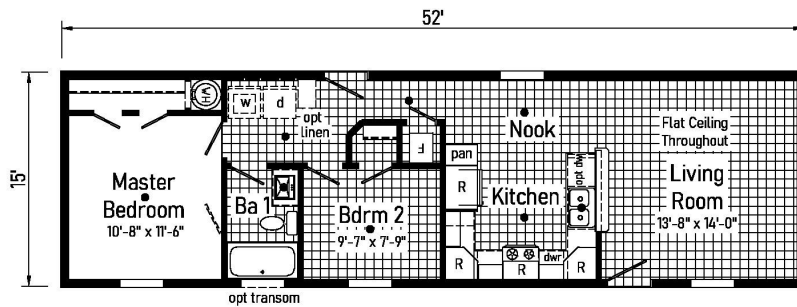 52'
15'
WH
w
d
opt
linen
F
Nook
Flat Ceiling
Throughout
Living
Room
13'-8" x 14'-0"
Master
Bedroom
10'-8" x 11'-6"
Ba 1
Bdrm 2
9'-7" x 7'-9"
pan
R
Kitchen
opt dw
R
R
dwr
R
opt transom